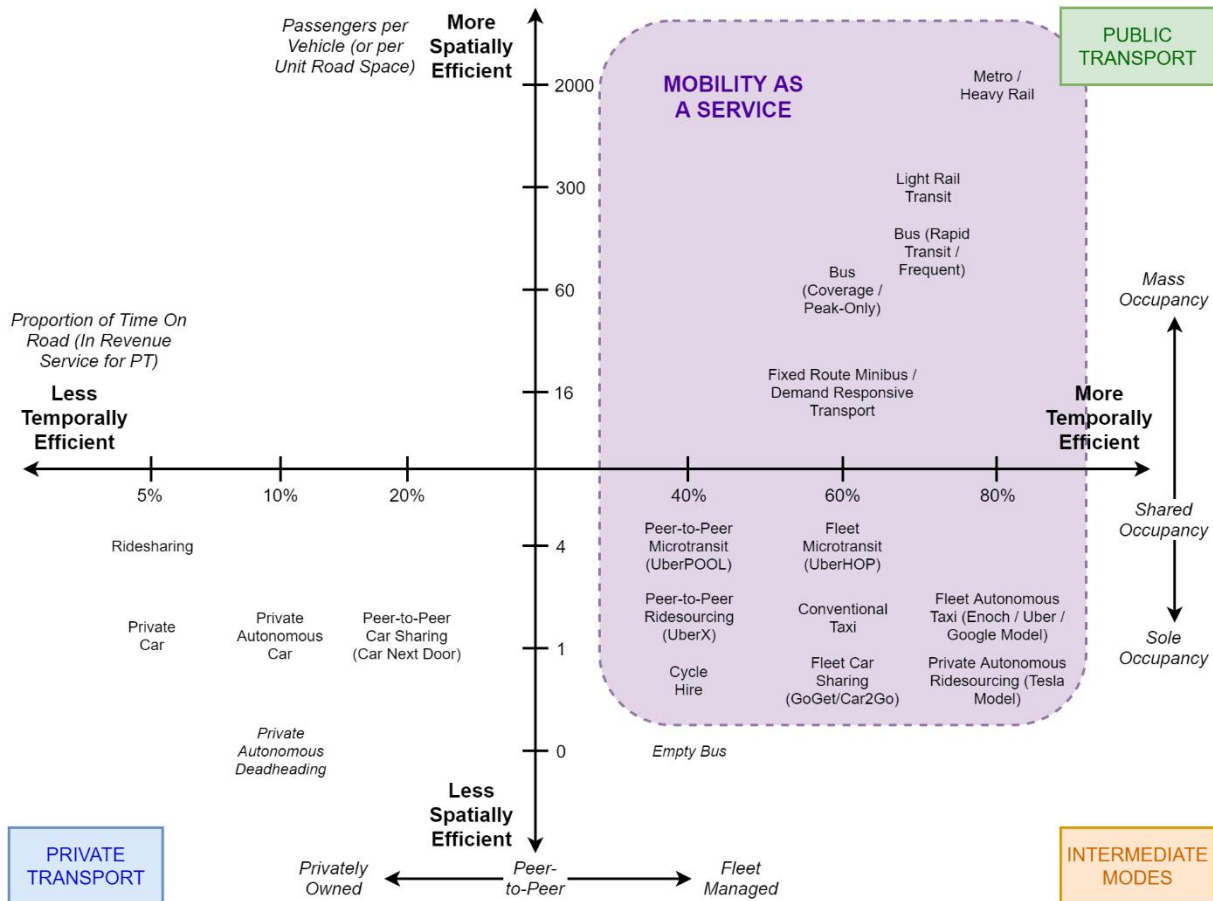 Passengers per
Vehicle (or per
Unit Road Space)
More
Spatially
Efficient
PUBLIC
TRANSPORT
MOBILITY AS
A SERVICE
Metro /
Heavy Rail
2000
Light Rail
Transit
300
Bus (Rapid
Transit /
Frequent)
Bus
(Coverage /
Peak-Only)
60
Mass
Occupancy
Proportion of Time On
Road (In Revenue
Service for PT)
Less
Temporally
Efficient
16
Fixed Route Minibus /
Demand Responsive
Transport
More
Temporally
Efficient
5%
10%
20%
40%
60%
80%
Shared
Occupancy
Ridesharing
4
Peer-to-Peer
Microtransit
(UberPOOL)
Fleet
Microtransit
(UberHOP)
Private
Car
Private
Autonomous
Car
Peer-to-Peer
Car Sharing
(Car Next Door)
1
Peer-to-Peer
Ridesourcing
(UberX)
Conventional
Taxi
Fleet Autonomous
Taxi (Enoch / Uber /
Google Model)
Sole
Occupancy
Cycle
Hire
Fleet Car
Sharing
(GoGet/Car2Go)
Private Autonomous
Ridesourcing (Tesla
Model)
Private
Autonomous
Deadheading
0
Empty Bus
Less
Spatially
Efficient
PRIVATE
TRANSPORT
Privately
Owned
Peer-
to-Peer
Fleet
Managed
INTERMEDIATE
MODES